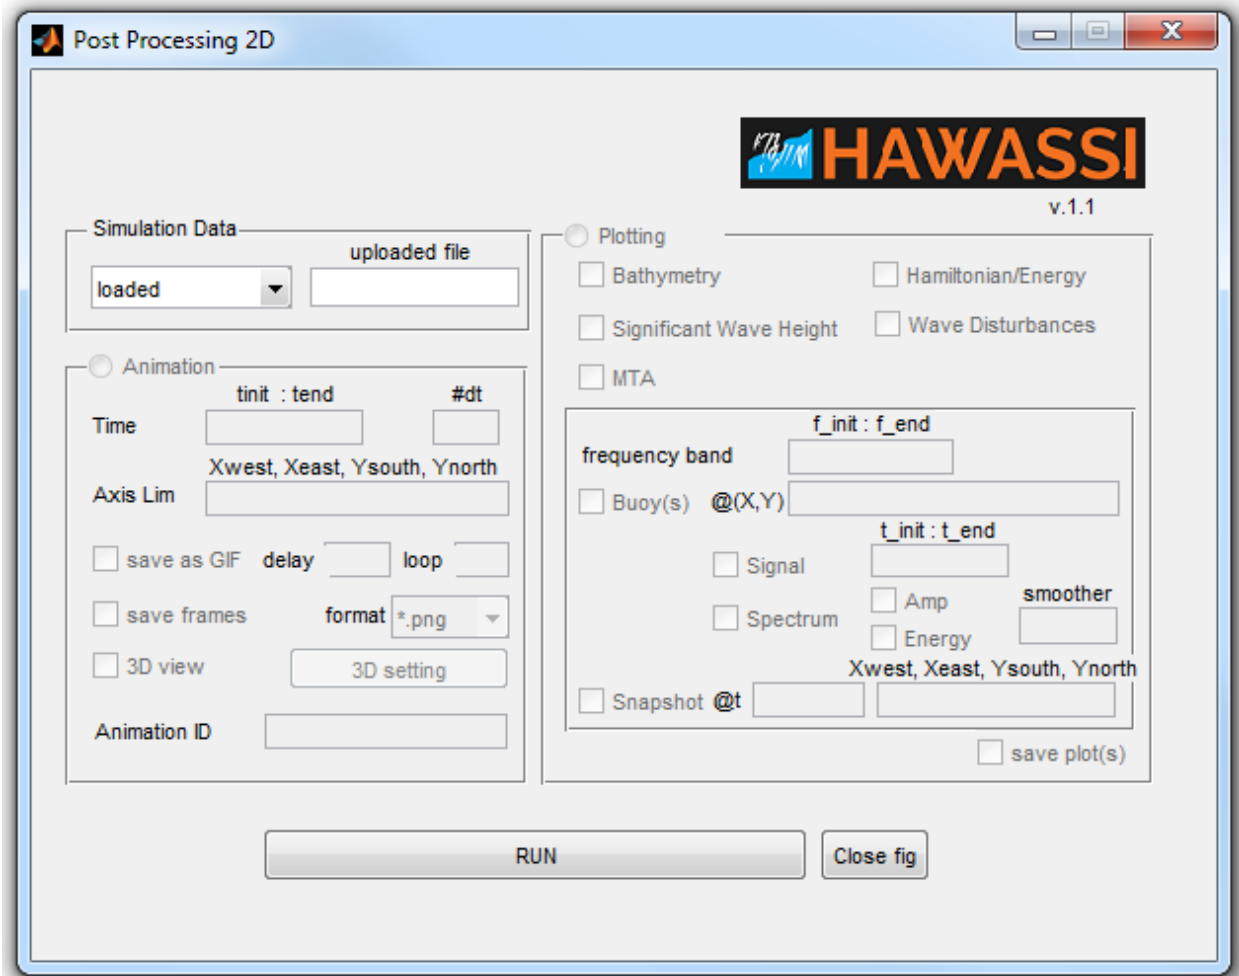 Post Processing 2D
HAWASSI
v.1.1
Simulation Data
uploaded file
loaded
Animation
tinit : tend #dt
Time
Xwest, Xeast, Ysouth, Ynorth
Axis Lim
save as GIF delay loop
save frames format *.png
3D view 3D setting
Animation ID
Plotting
Bathymetry Hamiltonian/Energy
Significant Wave Height Wave Disturbances
MTA
f_init : f_end
frequency band
Buoy(s) @(X,Y)
t_init : t_end
Signal
Amp smoother
Spectrum
Energy
Xwest, Xeast, Ysouth, Ynorth
Snapshot @t
save plot(s)
RUN Close fig